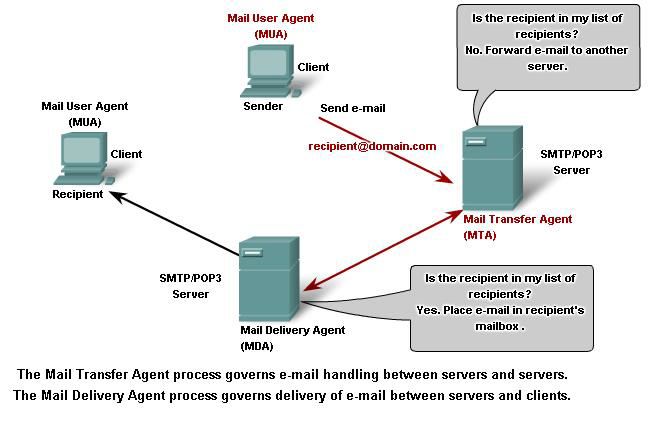 Mail User Agent
(MUA)
Client
Sender
Is the recipient in my list of
recipients?
No. Forward e-mail to another
server.
Mail User Agent
(MUA)
Client
Recipient
Send e-mail
recipient@domain.com
SMTP/POP3
Server
Mail Transfer Agent
(MTA)
SMTP/POP3
Server
Mail Delivery Agent
(MDA)
Is the recipient in my list of
recipients?
Yes. Place e-mail in recipient's
mailbox .
The Mail Transfer Agent process governs e-mail handling between servers and servers.
The Mail Delivery Agent process governs delivery of e-mail between servers and clients.